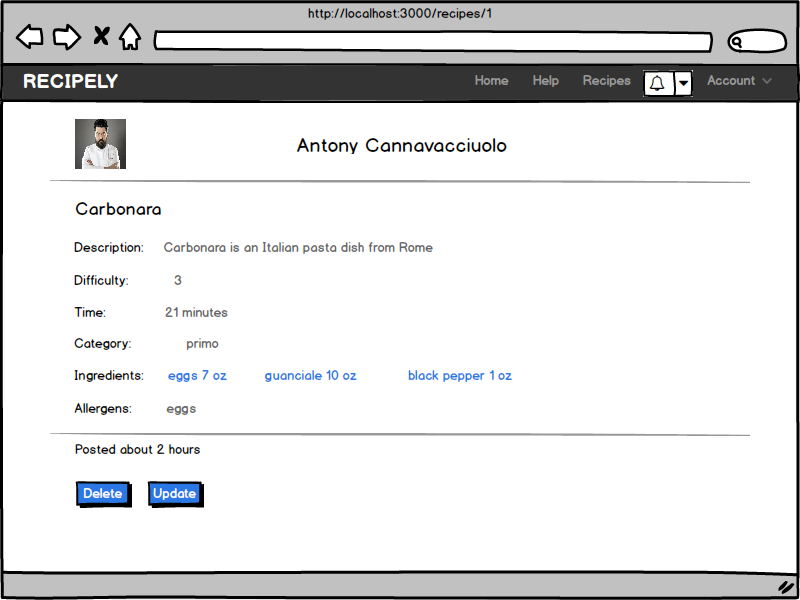 http://localhost:3000/recipes/1
RECIPELY Home Help Recipes Account
Antony Cannavacciuolo
Carbonara
Description: Carbonara is an Italian pasta dish from Rome
Difficulty: 3
Time: 21 minutes
Category: primo
Ingredients: eggs 7 oz guanciale 10 oz black pepper 1 oz
Allergens: eggs
Posted about 2 hours
Delete Update